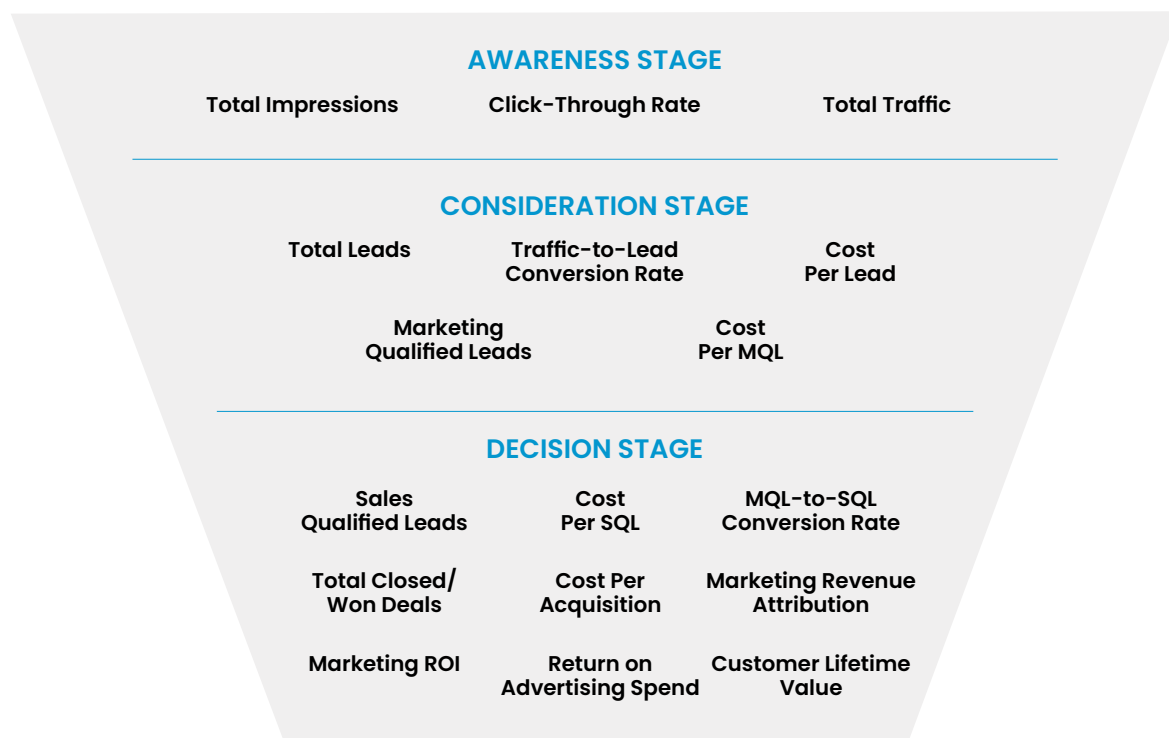 AWARENESS STAGE
Total Impressions Click-Through Rate Total Traffic
CONSIDERATION STAGE
Total Leads
Traffic-to-Lead
Conversion Rate
Cost
Per Lead
Marketing
Qualified Leads
Cost
Per MQL
DECISION STAGE
Sales
Qualified Leads
Cost
Per SQL
MQL-to-SQL
Conversion Rate
Total Closed/
Won Deals
Cost Per
Acquisition
Marketing Revenue
Attribution
Marketing ROI
Return on
Advertising Spend
Customer Lifetime
Value